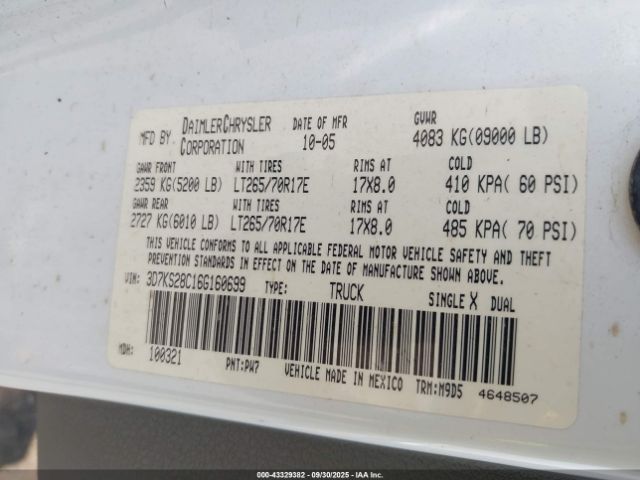 MFD BY DAIMLERCHRYSLER CORPORATION DATE OF MFR 10-05 GVWR 4083 KG(09000 LB)
GAWR FRONT WITH TIRES RIMS AT COLD
2359 KG(5200 LB) LT265/70R17E 17X8.0 410 KPA( 60 PSI)
GAWR REAR WITH TIRES RIMS AT COLD
2727 KG(6010 LB) LT265/70R17E 17X8.0 485 KPA( 70 PSI)
THIS VEHICLE CONFORMS TO ALL APPLICABLE FEDERAL MOTOR VEHICLE SAFETY, BUMPER, AND THEFT
PREVENTION STANDARDS IN EFFECT ON THE DATE OF MANUFACTURE SHOWN ABOVE.
VIN: 3D7KS28C16G160699 TYPE: TRUCK SINGLE X DUAL
MDH: 100321 PNT:PW7 VEHICLE MADE IN MEXICO TRM:M9D5 4648507
000-43329382 - 09/30/2025 - IAA Inc.